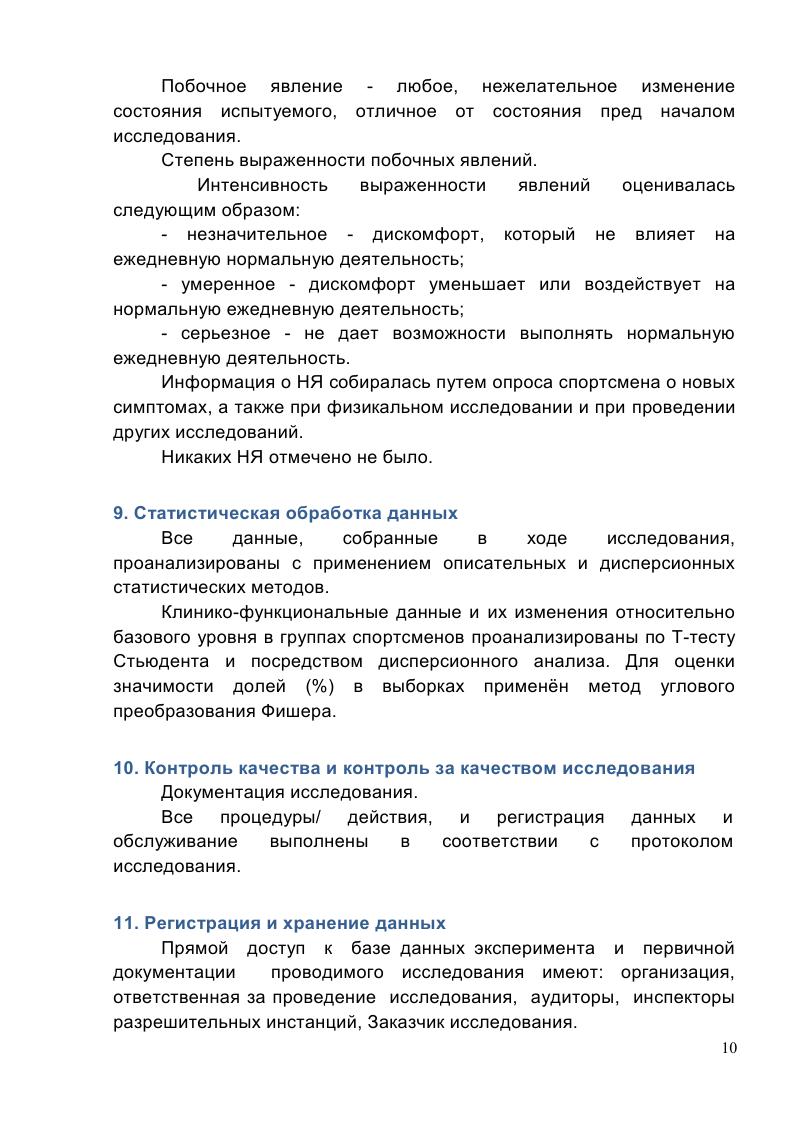 Побочное явление - любое, нежелательное изменение
состояния испытуемого, отличное от состояния пред началом
исследования.
Степень выраженности побочных явлений.
Интенсивность выраженности явлений оценивалась
следующим образом:
- незначительное - дискомфорт, который не влияет на
ежедневную нормальную деятельность;
- умеренное - дискомфорт уменьшает или воздействует на
нормальную ежедневную деятельность;
- серьезное - не дает возможности выполнять нормальную
ежедневную деятельность.
Информация о НЯ собиралась путем опроса спортсмена о новых
симптомах, а также при физикальном исследовании и при проведении
других исследований.
Никаких НЯ отмечено не было.
9. Статистическая обработка данных
Все данные, собранные в ходе исследования,
проанализированы с применением описательных и дисперсионных
статистических методов.
Клинико-функциональные данные и их изменения относительно
базового уровня в группах спортсменов проанализированы по Т-тесту
Стьюдента и посредством дисперсионного анализа. Для оценки
значимости долей (%) в выборках применён метод углового
преобразования Фишера.
10. Контроль качества и контроль за качеством исследования
Документация исследования.
Все процедуры/ действия, и регистрация данных и
обслуживание выполнены в соответствии с протоколом
исследования.
11. Регистрация и хранение данных
Прямой доступ к базе данных эксперимента и первичной
документации проводимого исследования имеют: организация,
ответственная за проведение исследования, аудиторы, инспекторы
разрешительных инстанций, Заказчик исследования.
10